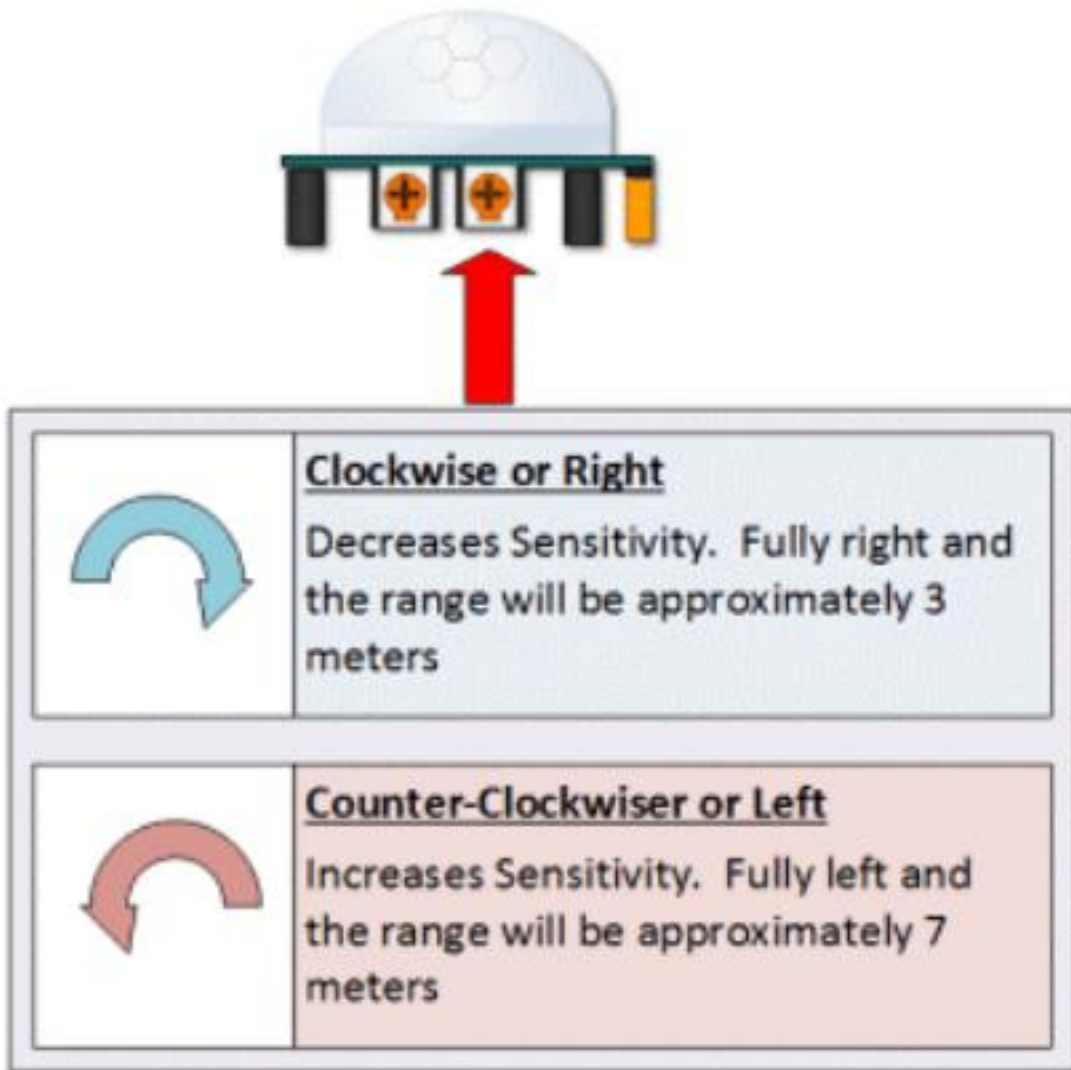 Clockwise or Right
Decreases Sensitivity. Fully right and
the range will be approximately 3
meters
Counter-Clockwiser or Left
Increases Sensitivity. Fully left and
the range will be approximately 7
meters